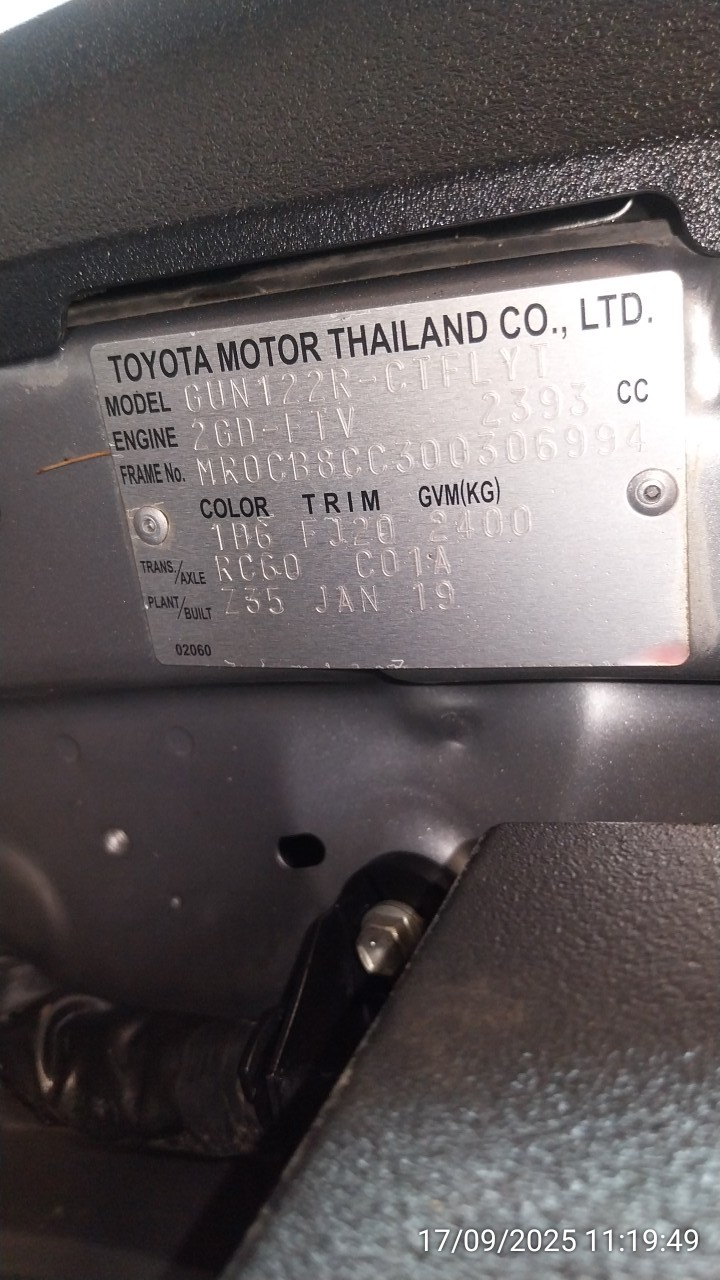 TOYOTA MOTOR THAILAND CO., LTD.
MODEL GUN122R-CTFLYT
ENGINE 2GD-FTV 2393 CC
FRAME No. MR0CB8CC300306994
COLOR TRIM GVM(KG)
1D6 FJ20 2400
TRANS./AXLE RC60 C01A
PLANT/BUILT Z35 JAN 19
02060
17/09/2025 11:19:49